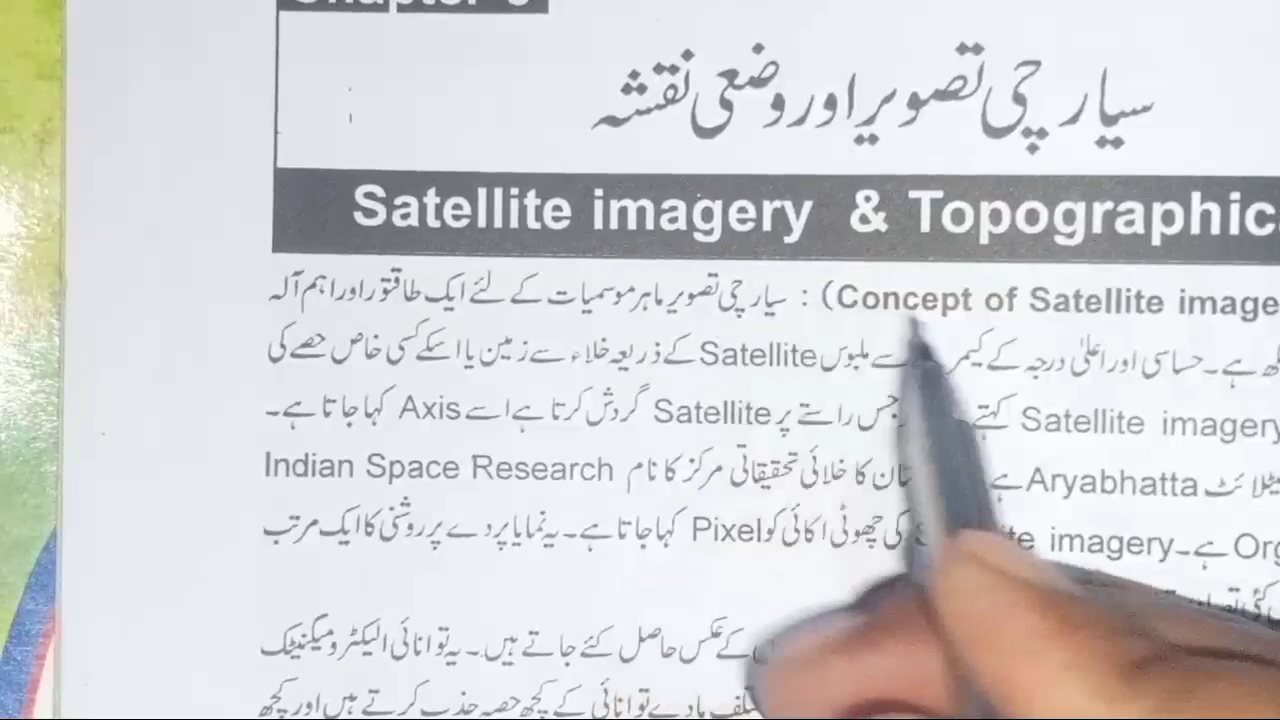 سیارچی تصویر اور وضعی نقشہ
Satellite imagery & Topographic
(Concept of Satellite image : سیارچی تصویر ماہر موسمیات کے لئے ایک طاقتور اور اہم آلہ
ہے۔ حساسی اور اعلیٰ درجہ کے سے ملبوس Satellite کے ذریعہ خلاء سے زمین یا اسکے کسی خاص حصے کی
Satellite imagery کہتے جس راستے پر Satellite گردش کرتا ہے اسے Axis کہا جاتا ہے۔
Aryabhatta ہے کا خلائی تحقیقاتی مرکز کا نام Indian Space Research
ہے۔ imagery کی چھوٹی اکائی کو Pixel کہا جاتا ہے۔ یہ نمایا پردے پر روشنی کا ایک مرتب
کے عکس حاصل کئے جاتے ہیں۔ یہ توانائی الیکٹرومیگنیٹک
مادے توانائی کے کچھ حصہ جذب کرتے ہیں اور کچھ